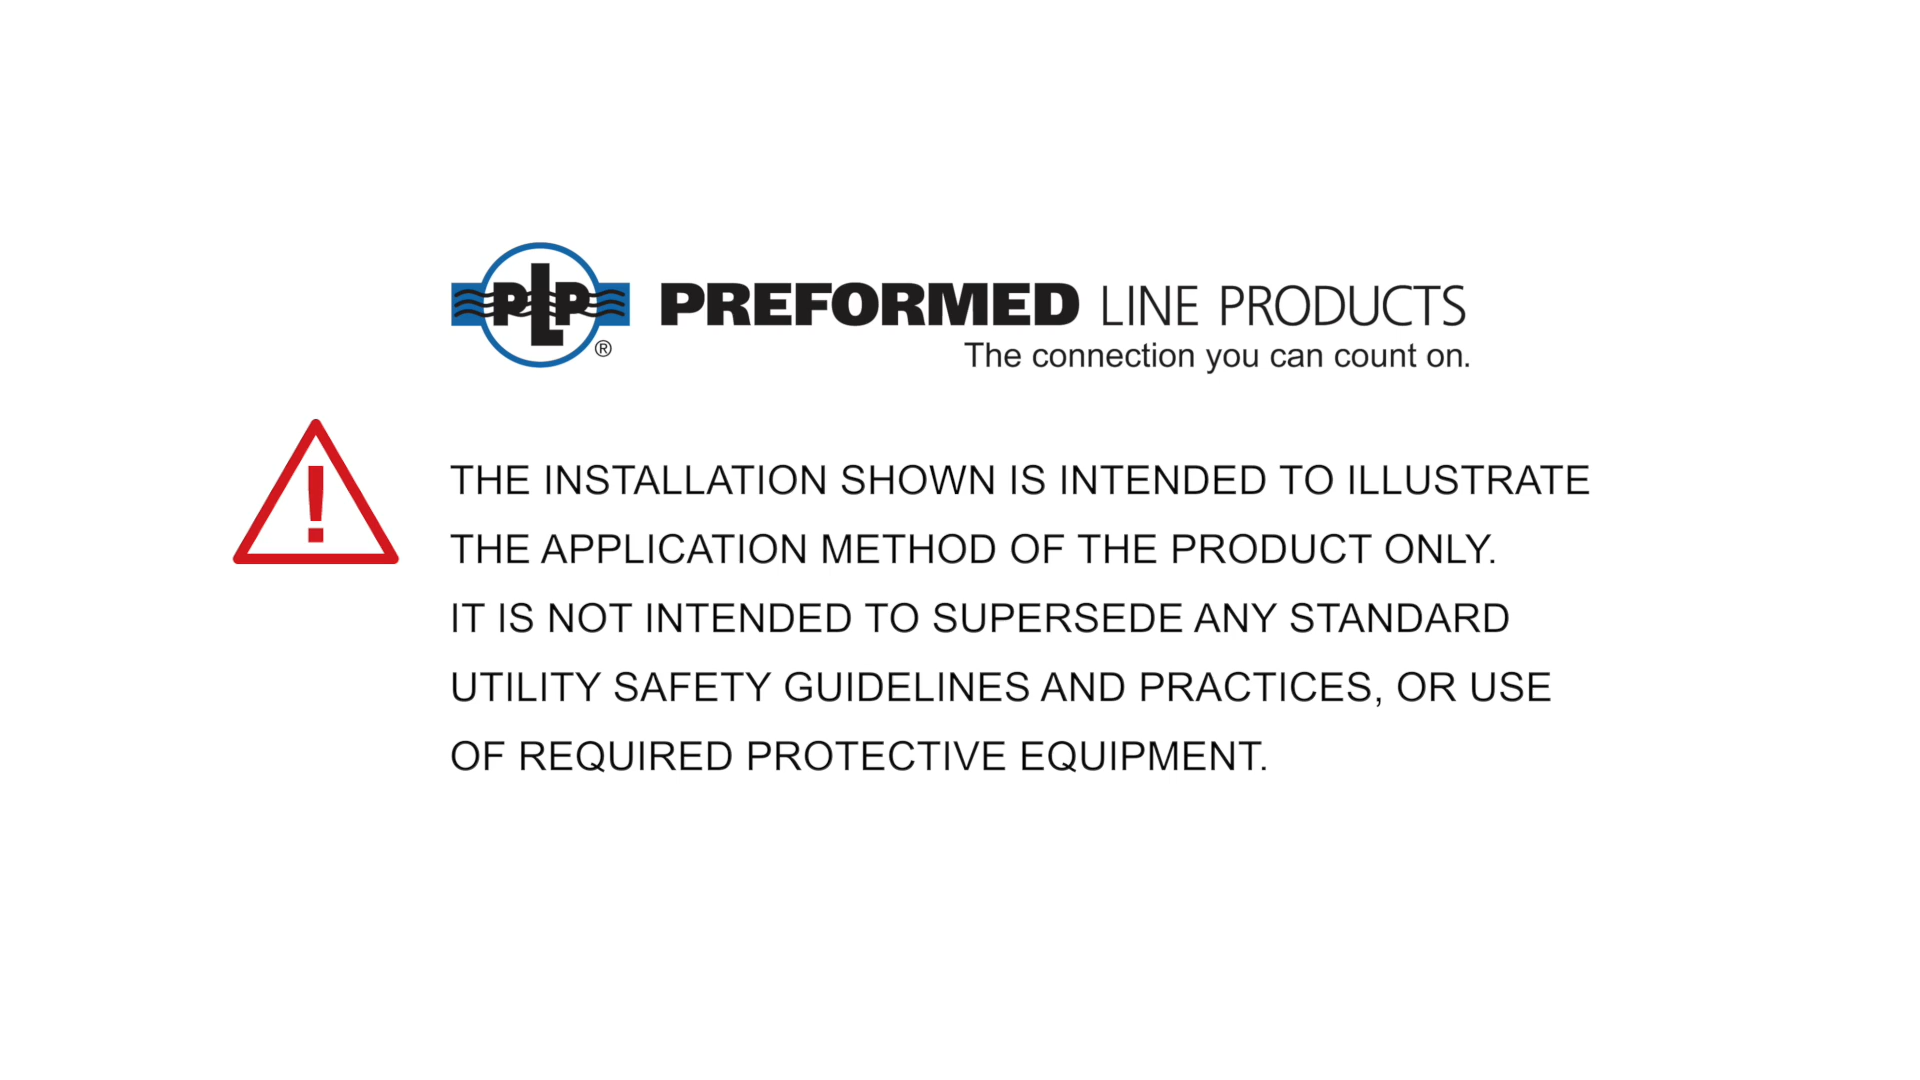 PLP®
PREFORMED LINE PRODUCTS
The connection you can count on.
!
THE INSTALLATION SHOWN IS INTENDED TO ILLUSTRATE
THE APPLICATION METHOD OF THE PRODUCT ONLY.
IT IS NOT INTENDED TO SUPERSEDE ANY STANDARD
UTILITY SAFETY GUIDELINES AND PRACTICES, OR USE
OF REQUIRED PROTECTIVE EQUIPMENT.